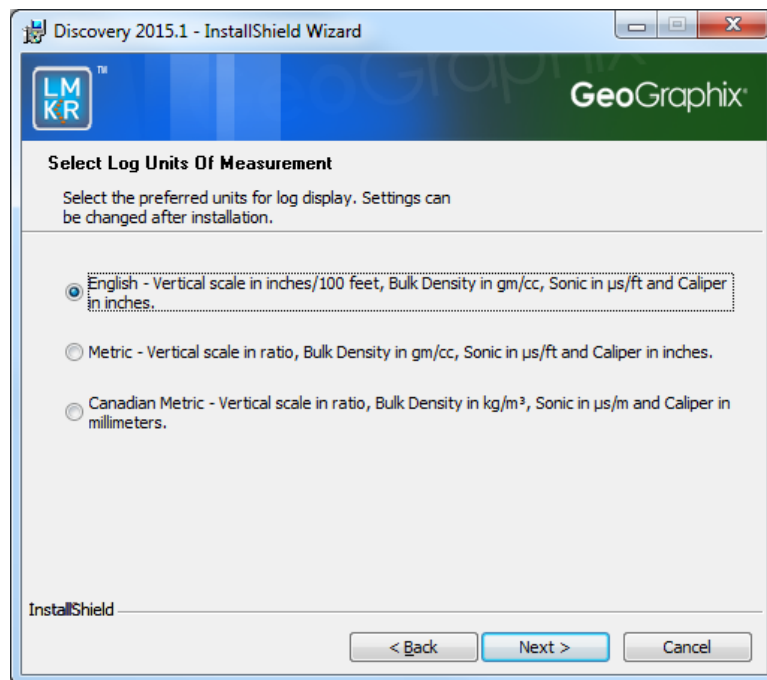 Discovery 2015.1 - InstallShield Wizard
LM
KR
TM
GeoGraphix
GeoGraphix®
Select Log Units Of Measurement
Select the preferred units for log display. Settings can
be changed after installation.
English - Vertical scale in inches/100 feet, Bulk Density in gm/cc, Sonic in µs/ft and Caliper
in inches.
Metric - Vertical scale in ratio, Bulk Density in gm/cc, Sonic in µs/ft and Caliper in inches.
Canadian Metric - Vertical scale in ratio, Bulk Density in kg/m³, Sonic in µs/m and Caliper in
millimeters.
InstallShield
< Back
Next >
Cancel